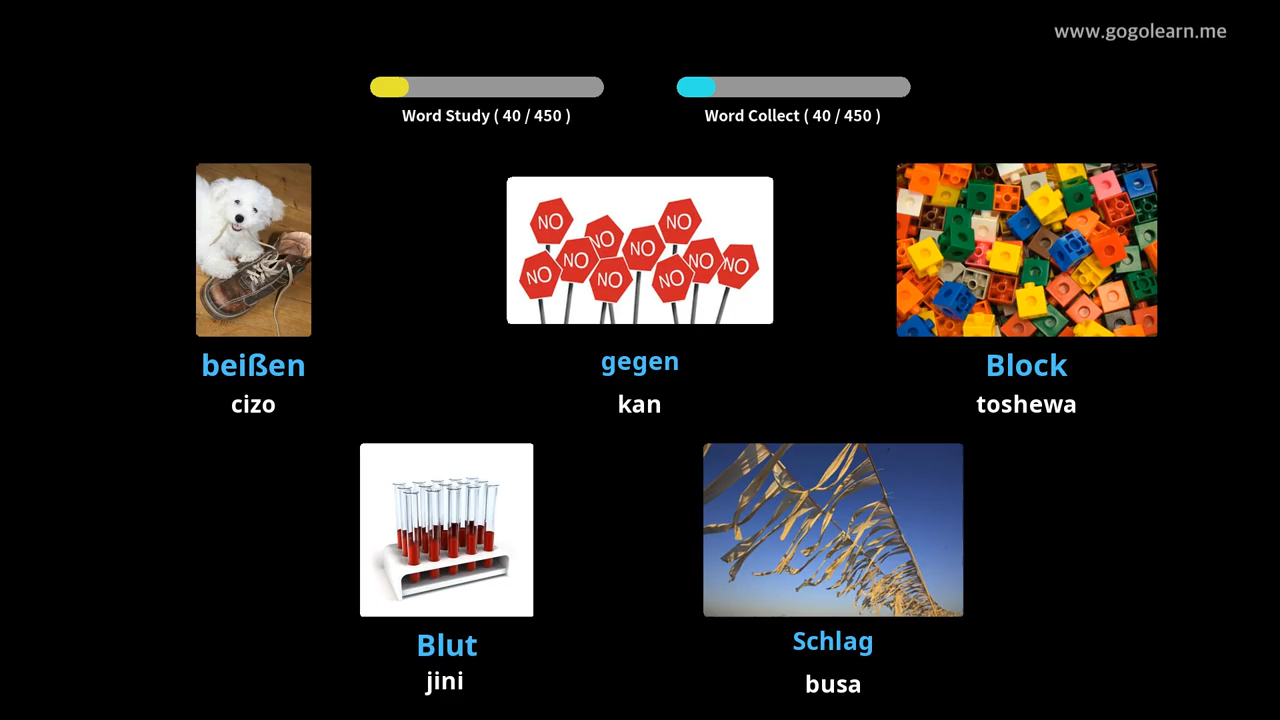 www.gogolearn.me
Word Study ( 40 / 450 )
Word Collect ( 40 / 450 )
NO
NO
NO
NO
NO
NO
NO
NO
NO
beißen
gegen
Block
cizo
kan
toshewa
Blut
Schlag
jini
busa